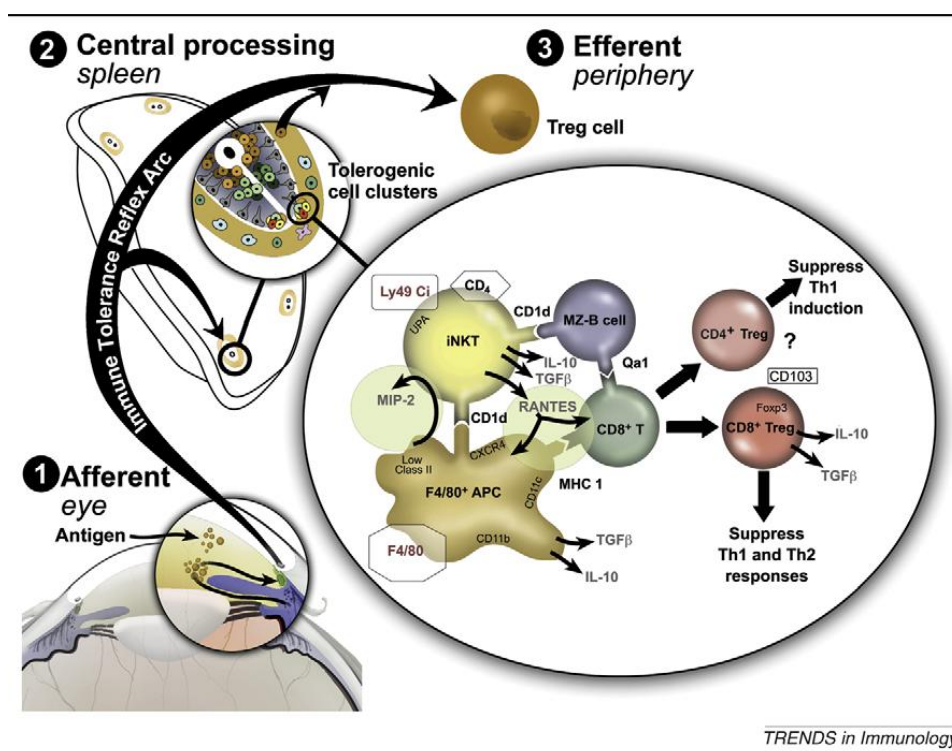 2 Central processing
spleen
3 Efferent
periphery
Treg cell
Tolerogenic
cell clusters
Immune Tolerance Reflex Arc
1 Afferent
eye
Antigen
Ly49 Ci
CD4
UPA
iNKT
CD1d
MZ-B cell
IL-10
TGFβ
Qa1
MIP-2
CD1d
RANTES
CD8+ T
Low
Class II
CXCR4
F4/80+ APC
CD11c
MHC 1
CD11b
F4/80
TGFβ
IL-10
Suppress
Th1
induction
CD4+ Treg
?
CD103
Foxp3
CD8+ Treg
IL-10
TGFβ
Suppress
Th1 and Th2
responses
TRENDS in Immunology